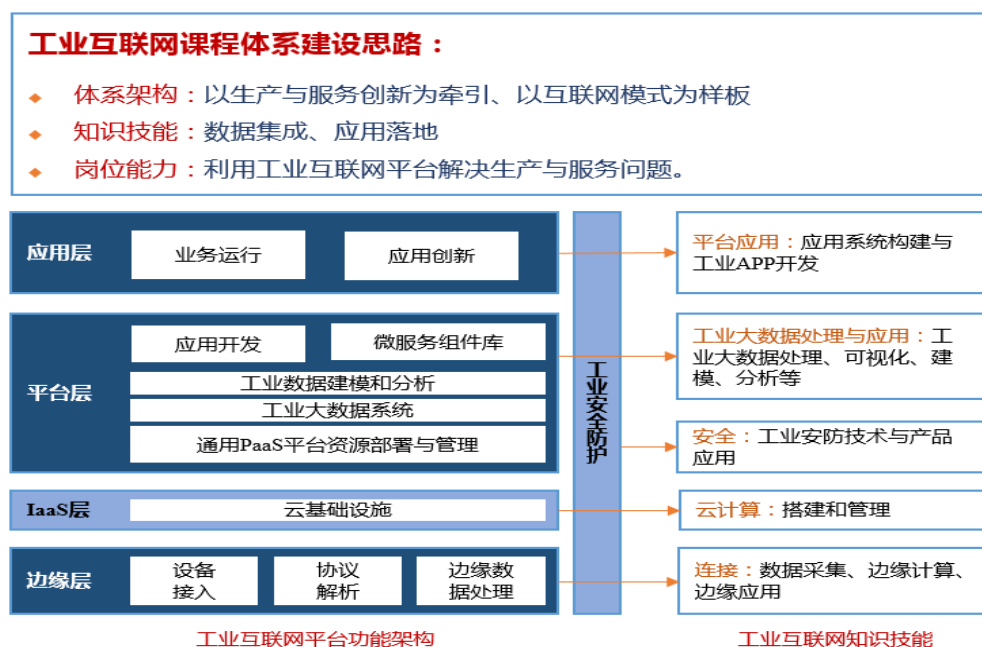 工业互联网课程体系建设思路：
体系架构：以生产与服务创新为牵引、以互联网模式为样板
知识技能：数据集成、应用落地
岗位能力：利用工业互联网平台解决生产与服务问题。
应用层
业务运行
应用创新
平台应用：应用系统构建与
工业APP开发
平台层
应用开发
微服务组件库
工业数据建模和分析
工业大数据系统
通用PaaS平台资源部署与管理
工业安全防护
工业大数据处理与应用：工
业大数据处理、可视化、建
模、分析等
安全：工业安防技术与产品
应用
IaaS层
云基础设施
云计算：搭建和管理
边缘层
设备
接入
协议
解析
边缘数
据处理
连接：数据采集、边缘计算、
边缘应用
工业互联网平台功能架构
工业互联网知识技能